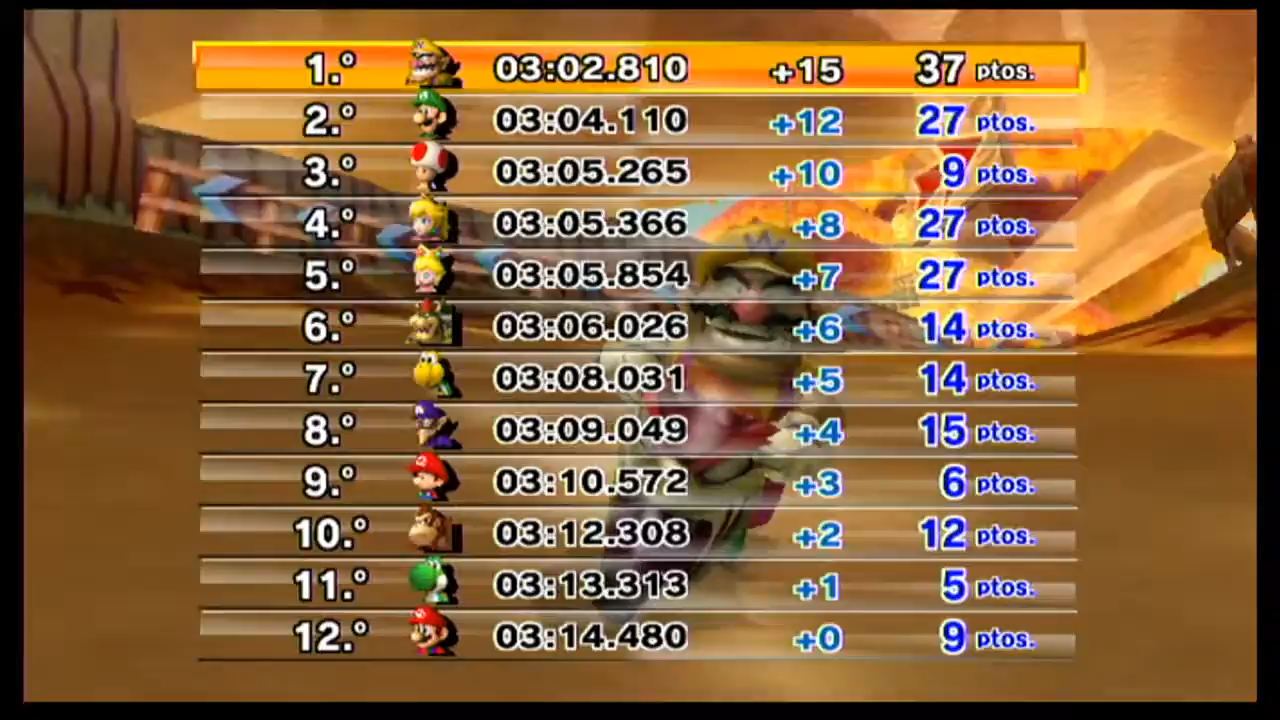 1.º 03:02.810 +15 37 ptos.
2.º 03:04.110 +12 27 ptos.
3.º 03:05.265 +10 9 ptos.
4.º 03:05.366 +8 27 ptos.
5.º 03:05.854 +7 27 ptos.
6.º 03:06.026 +6 14 ptos.
7.º 03:08.031 +5 14 ptos.
8.º 03:09.049 +4 15 ptos.
9.º 03:10.572 +3 6 ptos.
10.º 03:12.308 +2 12 ptos.
11.º 03:13.313 +1 5 ptos.
12.º 03:14.480 +0 9 ptos.